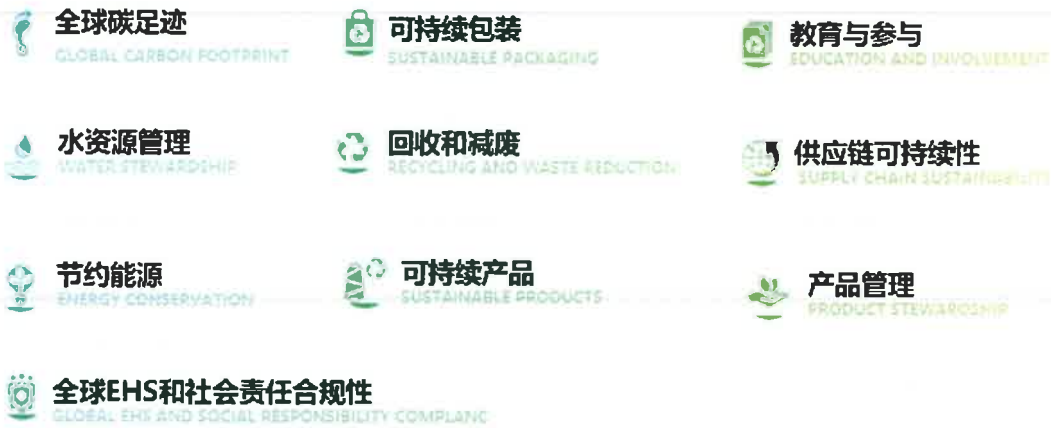 全球碳足迹
GLOBAL CARBON FOOTPRINT
可持续包装
SUSTAINABLE PACKAGING
教育与参与
EDUCATION AND INVOLVEMENT
水资源管理
WATER STEWARDSHIP
回收和减废
RECYCLING AND WASTE REDUCTION
供应链可持续性
SUPPLY CHAIN SUSTAINABILITY
节约能源
ENERGY CONSERVATION
可持续产品
SUSTAINABLE PRODUCTS
产品管理
PRODUCT STEWARDSHIP
全球EHS和社会责任合规性
GLOBAL EHS AND SOCIAL RESPONSIBILITY COMPLIANC